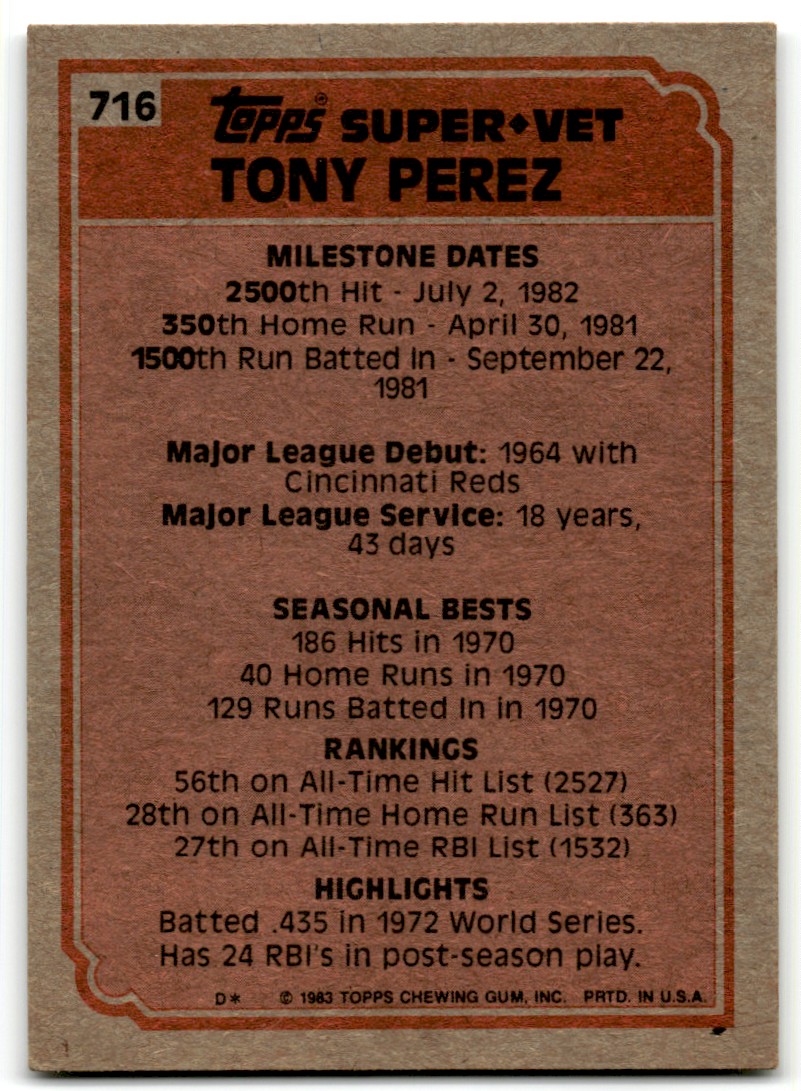 716
Topps® SUPER♦VET
TONY PEREZ
MILESTONE DATES
2500th Hit - July 2, 1982
350th Home Run - April 30, 1981
1500th Run Batted In - September 22,
1981
Major League Debut: 1964 with
Cincinnati Reds
Major League Service: 18 years,
43 days
SEASONAL BESTS
186 Hits in 1970
40 Home Runs in 1970
129 Runs Batted In in 1970
RANKINGS
56th on All-Time Hit List (2527)
28th on All-Time Home Run List (363)
27th on All-Time RBI List (1532)
HIGHLIGHTS
Batted .435 in 1972 World Series.
Has 24 RBI's in post-season play.
D* © 1983 TOPPS CHEWING GUM, INC. PRTD. IN U.S.A.